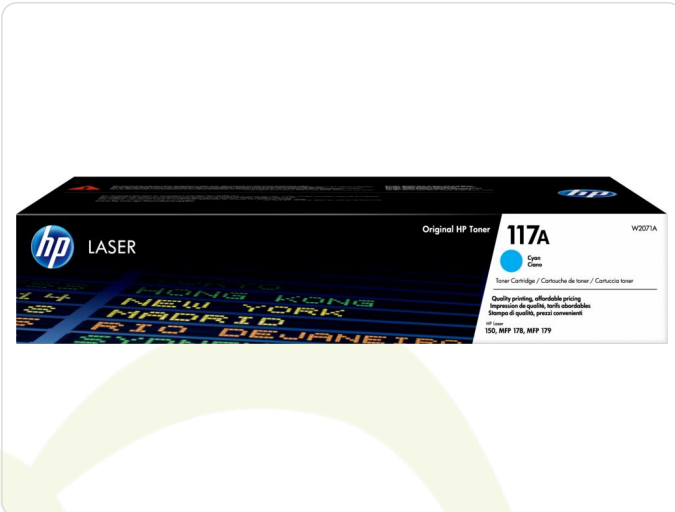 hp
hp
LASER
Original HP Toner
117A
W2071A
Cyan
Ciano
Toner Cartridge / Cartouche de toner / Cartuccia toner
Quality printing, affordable pricing
Impression de qualité, tarifs abordables
Stampa di qualità, prezzi convenienti
HP Laser
150, MFP 178, MFP 179
HONG KONG
NEW YORK
MADRID
RIO DEJANEIRO